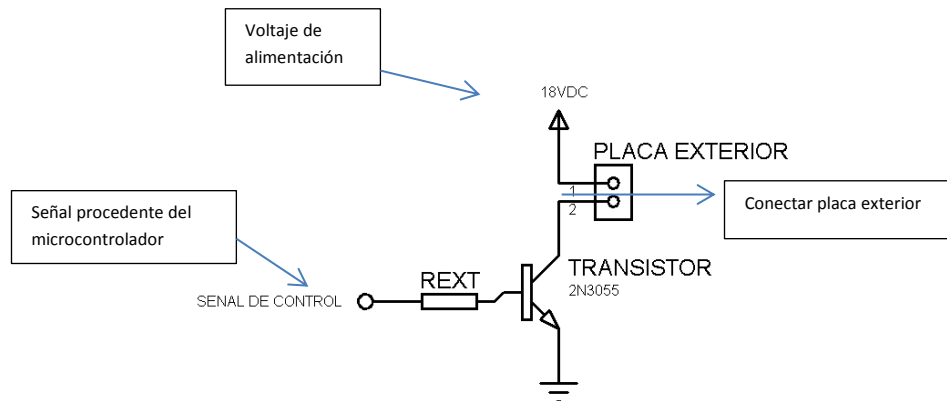 Voltaje de
alimentación
18VDC
PLACA EXTERIOR
1
2
Conectar placa exterior
Señal procedente del
microcontrolador
TRANSISTOR
2N3055
REXT
SENAL DE CONTROL